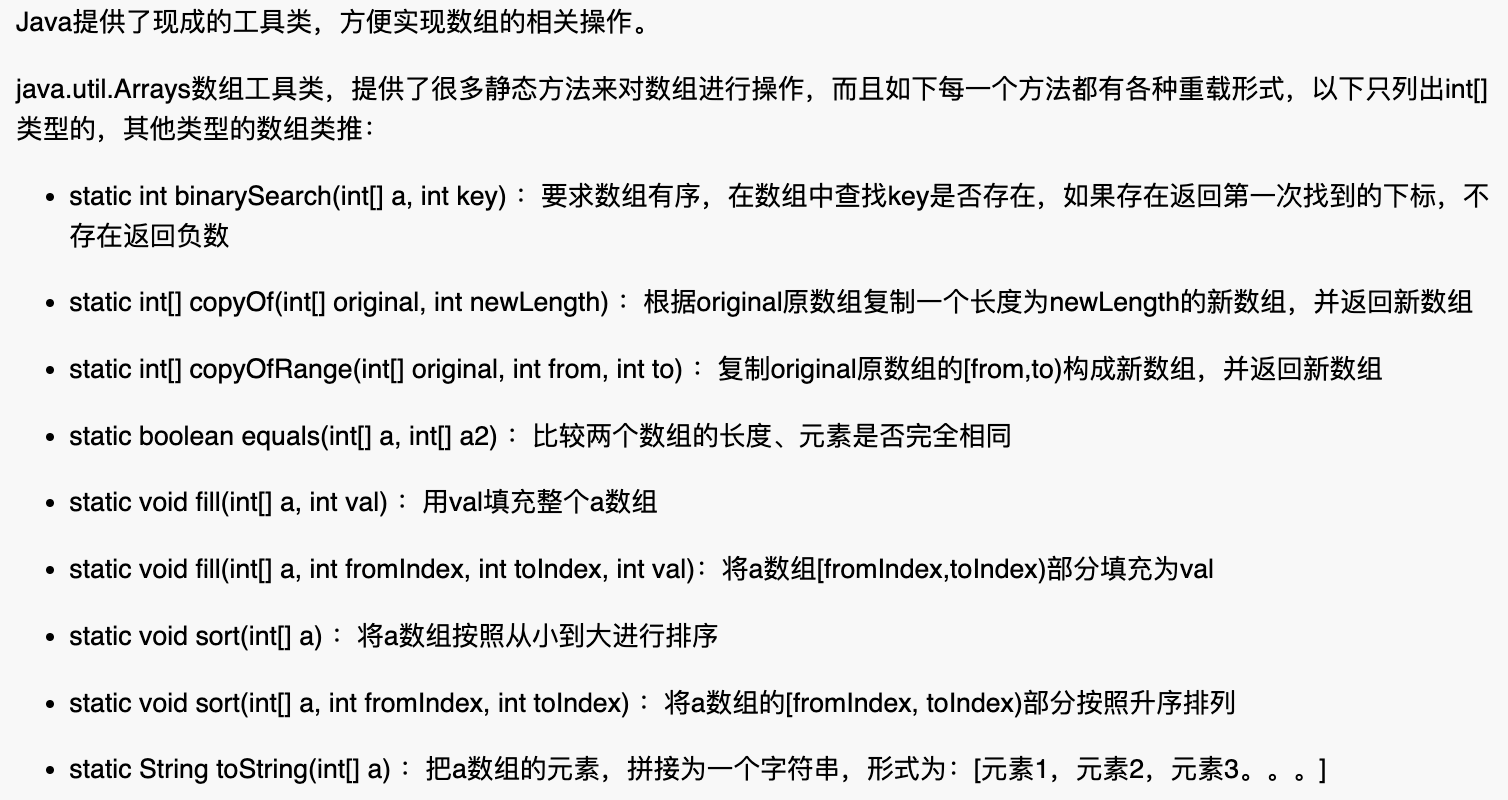 Java提供了现成的工具类，方便实现数组的相关操作。
java.util.Arrays数组工具类，提供了很多静态方法来对数组进行操作，而且如下每一个方法都有各种重载形式，以下只列出int[]
类型的，其他类型的数组类推：
• static int binarySearch(int[] a, int key) ： 要求数组有序，在数组中查找key是否存在，如果存在返回第一次找到的下标，不
存在返回负数
• static int[] copyOf(int[] original, int newLength) ： 根据original原数组复制一个长度为newLength的新数组，并返回新数组
• static int[] copyOfRange(int[] original, int from, int to) ： 复制original原数组的[from,to)构成新数组，并返回新数组
• static boolean equals(int[] a, int[] a2) ： 比较两个数组的长度、元素是否完全相同
• static void fill(int[] a, int val) ： 用val填充整个a数组
• static void fill(int[] a, int fromIndex, int toIndex, int val)： 将a数组[fromIndex,toIndex)部分填充为val
• static void sort(int[] a) ： 将a数组按照从小到大进行排序
• static void sort(int[] a, int fromIndex, int toIndex) ： 将a数组的[fromIndex, toIndex)部分按照升序排列
• static String toString(int[] a) ： 把a数组的元素，拼接为一个字符串，形式为：[元素1，元素2，元素3。。。]